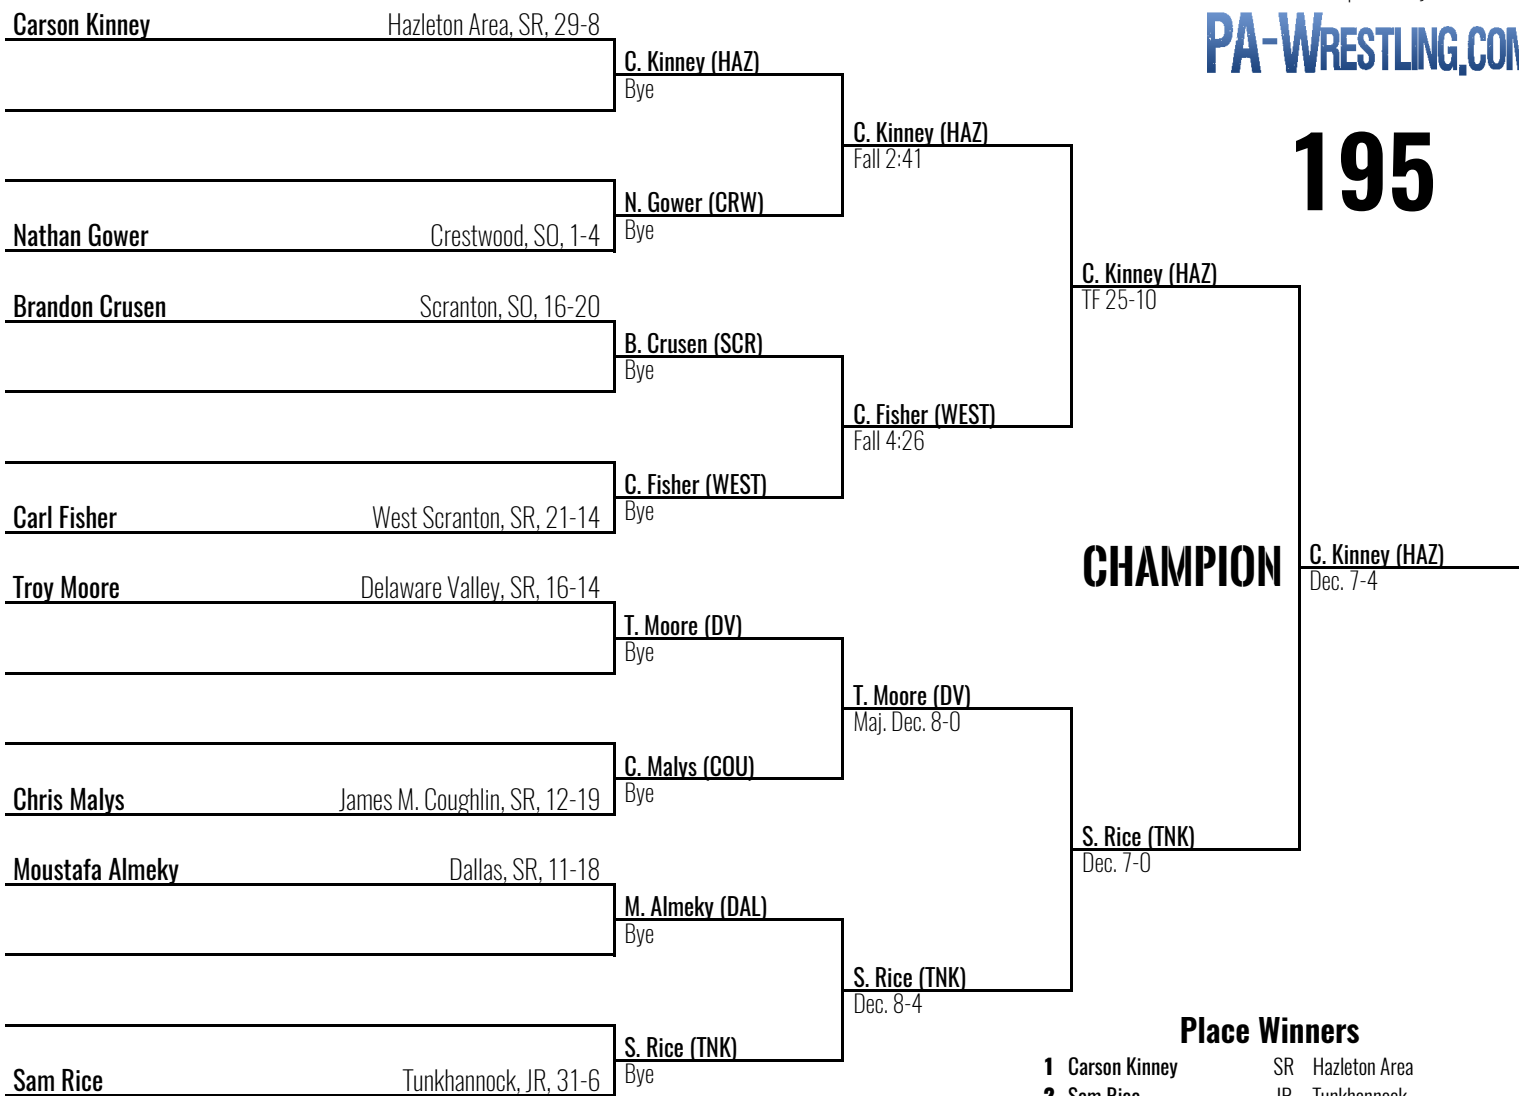 Carson Kinney Hazleton Area, SR, 29-8
C. Kinney (HAZ)
Bye
PA-WRESTLING.COM
C. Kinney (HAZ)
Fall 2:41
195
N. Gower (CRW)
Bye
Nathan Gower Crestwood, SO, 1-4
C. Kinney (HAZ)
TF 25-10
Brandon Crusen Scranton, SO, 16-20
B. Crusen (SCR)
Bye
C. Fisher (WEST)
Fall 4:26
C. Fisher (WEST)
Bye
Carl Fisher West Scranton, SR, 21-14
CHAMPION
C. Kinney (HAZ)
Dec. 7-4
Troy Moore Delaware Valley, SR, 16-14
T. Moore (DV)
Bye
T. Moore (DV)
Maj. Dec. 8-0
C. Malys (COU)
Bye
Chris Malys James M. Coughlin, SR, 12-19
S. Rice (TNK)
Dec. 7-0
Moustafa Almeky Dallas, SR, 11-18
M. Almeky (DAL)
Bye
S. Rice (TNK)
Dec. 8-4
Place Winners
S. Rice (TNK)
Bye
1 Carson Kinney SR Hazleton Area
Sam Rice Tunkhannock, JR, 31-6
2 Sam Rice JR Tunkhannock